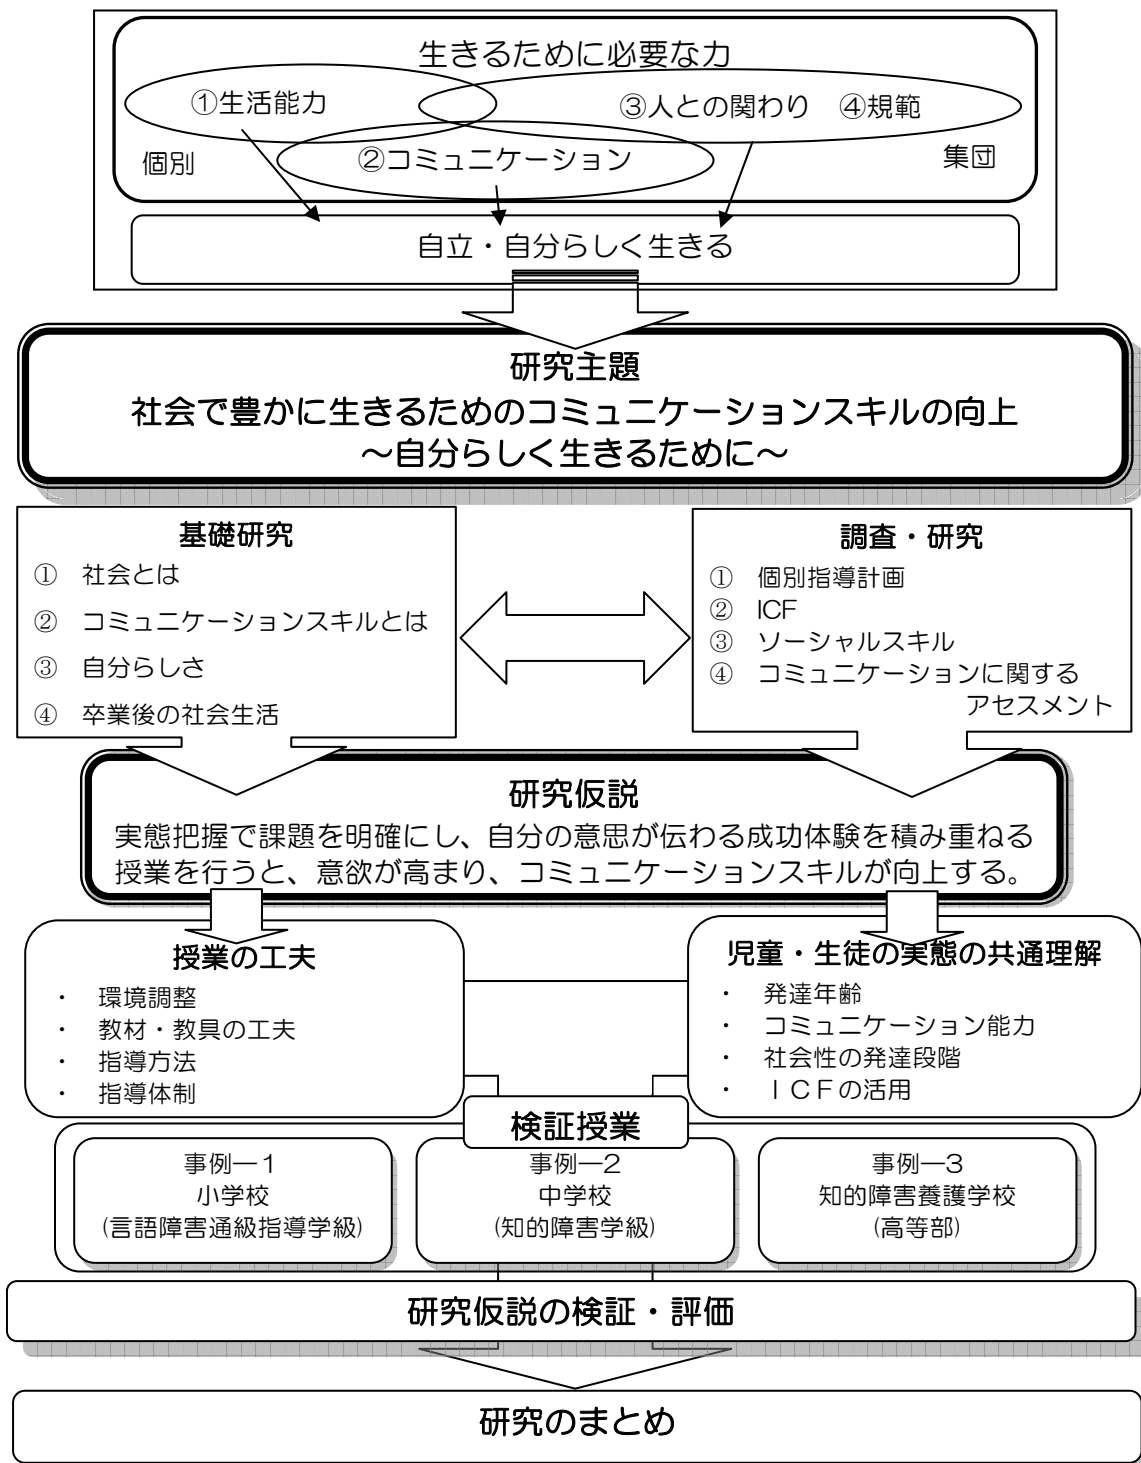 生きるために必要な力
①生活能力
③人との関わり　④規範
②コミュニケーション
個別
集団
自立・自分らしく生きる
研究主題
社会で豊かに生きるためのコミュニケーションスキルの向上
～自分らしく生きるために～
基礎研究
①　社会とは
②　コミュニケーションスキルとは
③　自分らしさ
④　卒業後の社会生活
調査・研究
①　個別指導計画
②　ICF
③　ソーシャルスキル
④　コミュニケーションに関する
アセスメント
研究仮説
実態把握で課題を明確にし、自分の意思が伝わる成功体験を積み重ねる
授業を行うと、意欲が高まり、コミュニケーションスキルが向上する。
授業の工夫
・　環境調整
・　教材・教具の工夫
・　指導方法
・　指導体制
児童・生徒の実態の共通理解
・　発達年齢
・　コミュニケーション能力
・　社会性の発達段階
・　ＩＣＦの活用
検証授業
事例―１
小学校
(言語障害通級指導学級)
事例―２
中学校
(知的障害学級)
事例―３
知的障害養護学校
(高等部)
研究仮説の検証・評価
研究のまとめ